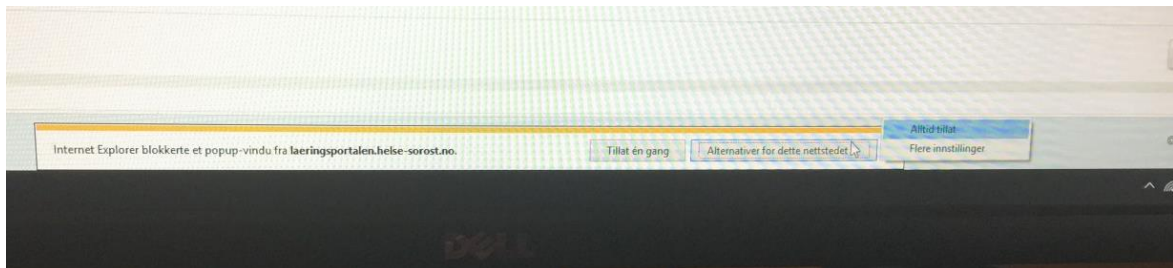 Internet Explorer blokkerte et popup-vindu fra laeringsportalen.helse-sorost.no.
Tillat én gang
Alternativer for dette nettstedet
Alltid tillat
Flere innstillinger
DELL